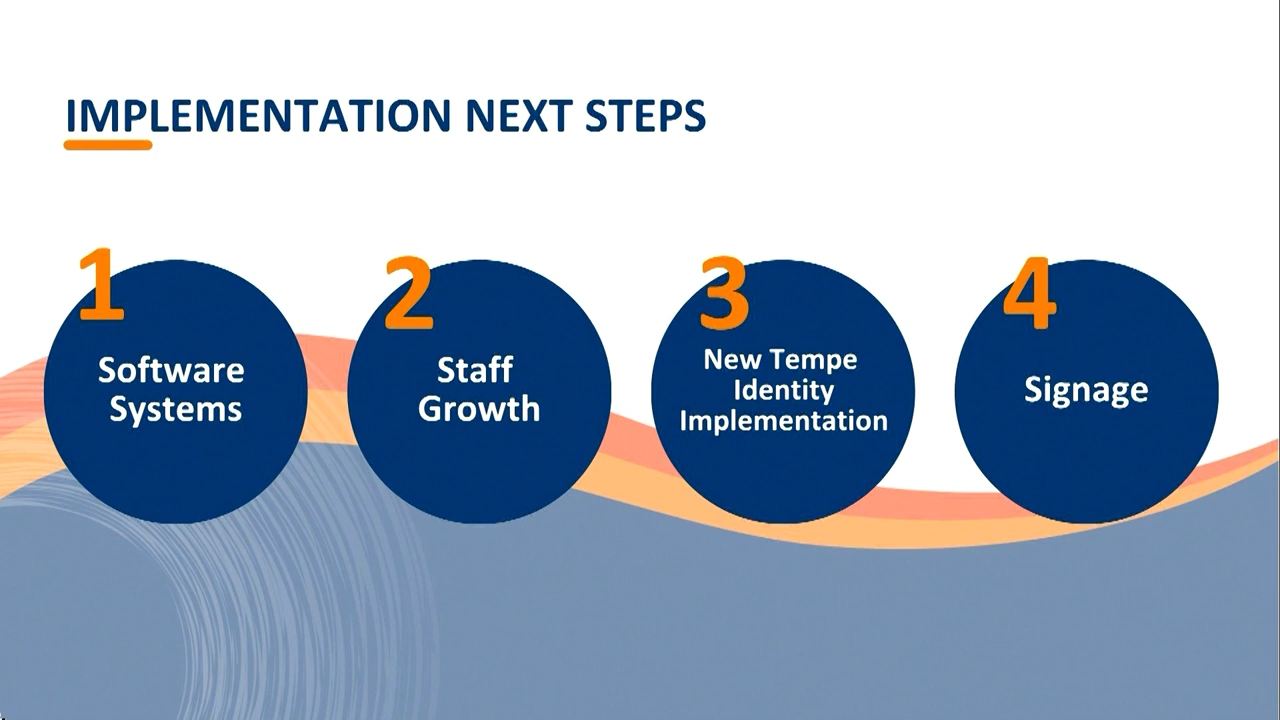 IMPLEMENTATION NEXT STEPS
1
Software
Systems
2
Staff
Growth
3
New Tempe
Identity
Implementation
4
Signage